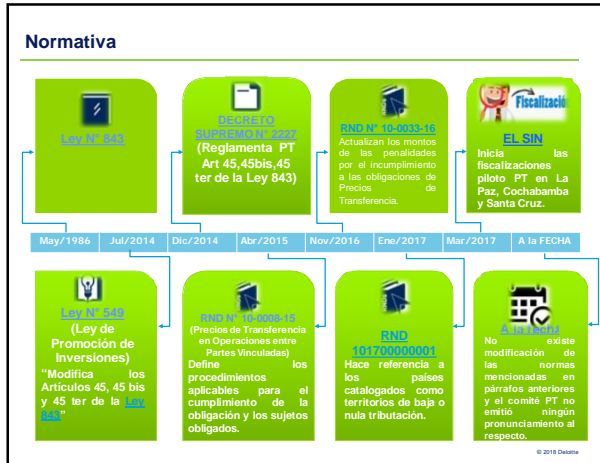 Normativa
Ley N° 843
DECRETO
SUPREMO N° 2227
(Reglamenta PT
Art 45,45bis,45
ter de la Ley 843)
RND N° 10-0033-16
Actualizan los montos
de las penalidades
por el incumplimiento
a las obligaciones de
Precios de
Transferencia.
Fiscalizació
EL SIN
Inicia las
fiscalizaciones
piloto PT en La
Paz, Cochabamba
y Santa Cruz.
May/1986 Jul/2014 Dic/2014 Abr/2015 Nov/2016 Ene/2017 Mar/2017 A la FECHA
Ley N° 549
(Ley de
Promoción de
Inversiones)
“Modifica los
Artículos 45, 45 bis
y 45 ter de la Ley
843”
RND N° 10-0008-15
(Precios de Transferencia
en Operaciones entre
Partes Vinculadas)
Define los
procedimientos
aplicables para el
cumplimiento de la
obligación y los sujetos
obligados.
RND
101700000001
Hace referencia a
los países
catalogados como
territorios de baja o
nula tributación.
A la fecha
No existe
modificación de
las normas
mencionadas en
párrafos anteriores
y el comité PT no
emitió ningún
pronunciamiento al
respecto.
© 2018 Deloitte